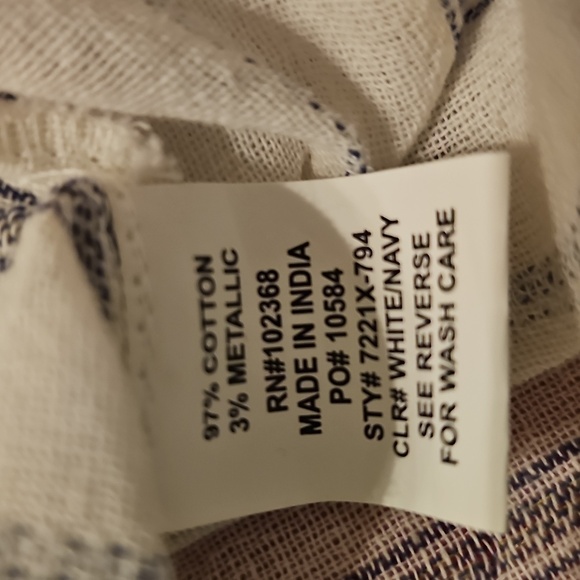 97% COTTON
3% METALLIC
RN#102368
MADE IN INDIA
PO# 10584
STY# 7221X-794
CLR# WHITE/NAVY
SEE REVERSE
FOR WASH CARE